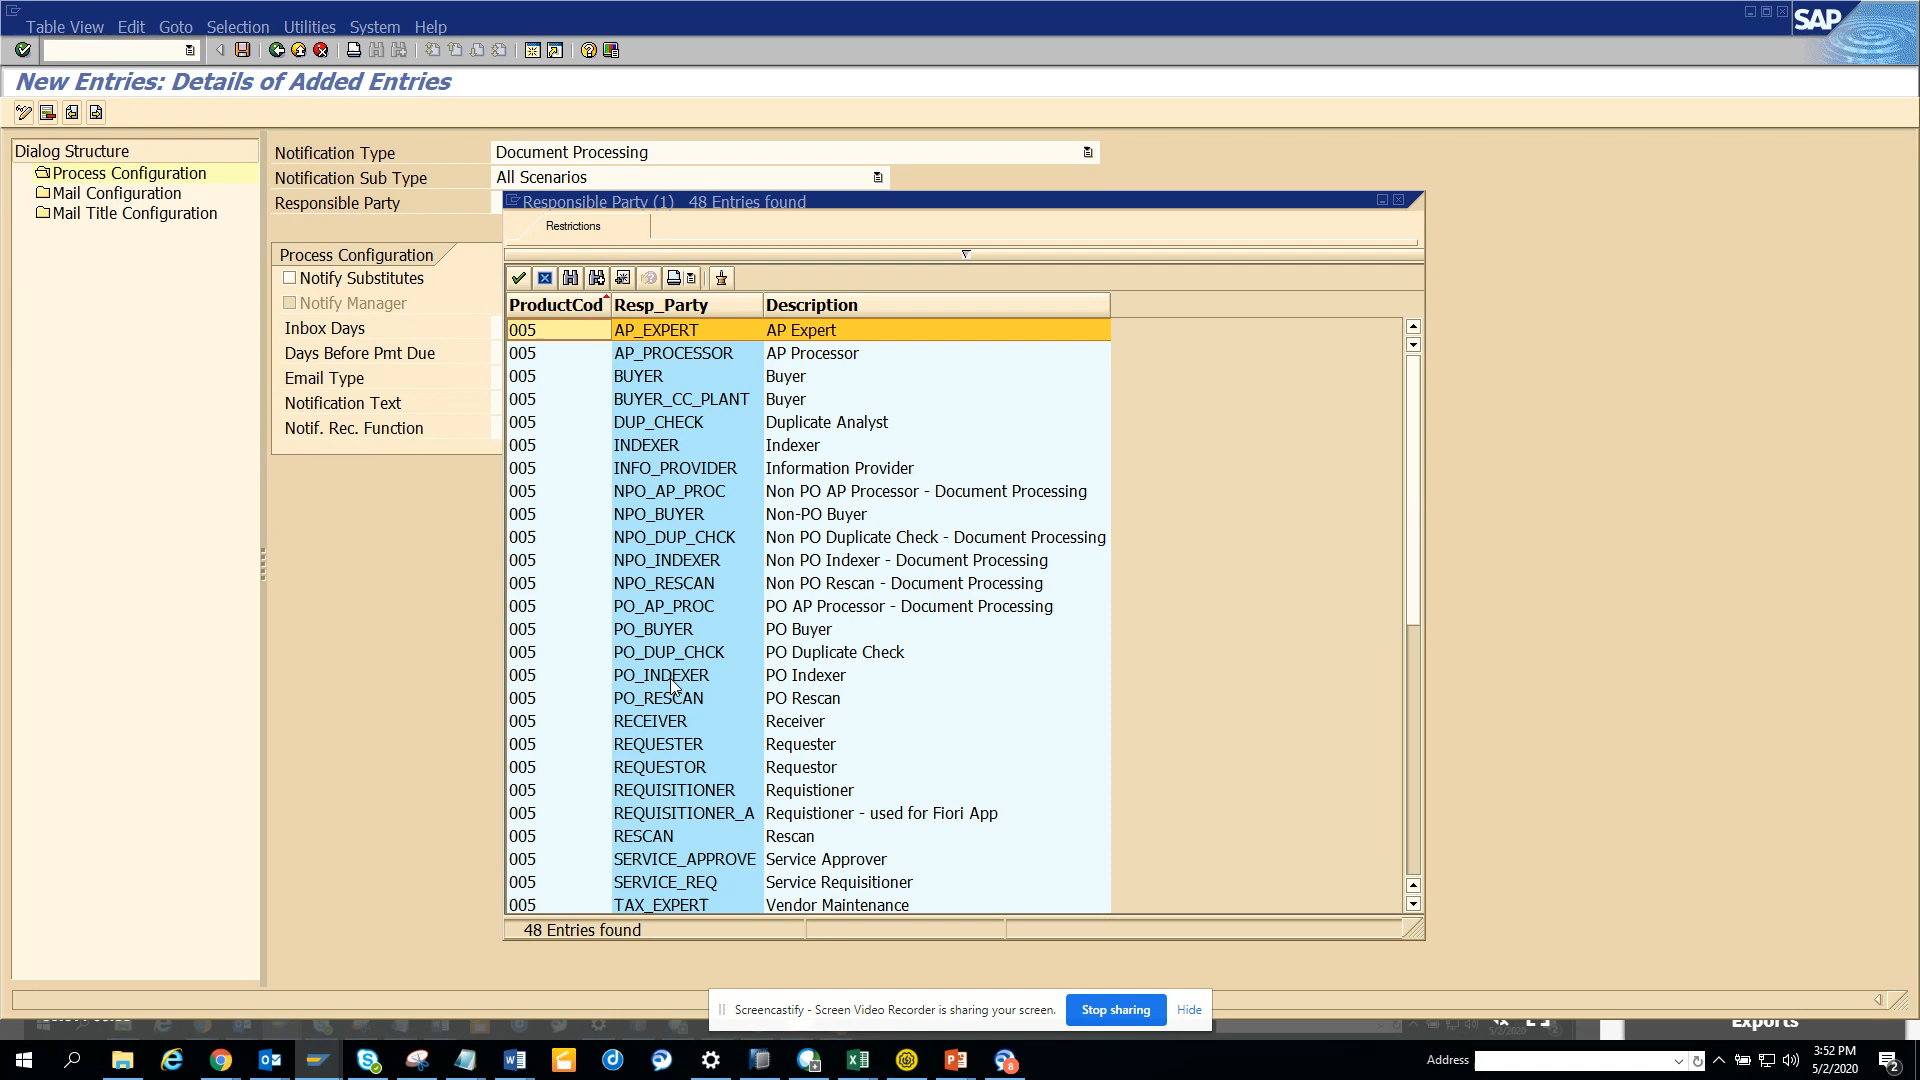 Table View Edit Goto Selection Utilities System Help
SAP
New Entries: Details of Added Entries
Dialog Structure
Process Configuration
Mail Configuration
Mail Title Configuration
Notification Type Document Processing
Notification Sub Type All Scenarios
Responsible Party
Process Configuration
Notify Substitutes
Notify Manager
Inbox Days
Days Before Pmt Due
Email Type
Notification Text
Notif. Rec. Function
Responsible Party (1) 48 Entries found
Restrictions
ProductCod Resp_Party Description
005 AP_EXPERT AP Expert
005 AP_PROCESSOR AP Processor
005 BUYER Buyer
005 BUYER_CC_PLANT Buyer
005 DUP_CHECK Duplicate Analyst
005 INDEXER Indexer
005 INFO_PROVIDER Information Provider
005 NPO_AP_PROC Non PO AP Processor - Document Processing
005 NPO_BUYER Non-PO Buyer
005 NPO_DUP_CHCK Non PO Duplicate Check - Document Processing
005 NPO_INDEXER Non PO Indexer - Document Processing
005 NPO_RESCAN Non PO Rescan - Document Processing
005 PO_AP_PROC PO AP Processor - Document Processing
005 PO_BUYER PO Buyer
005 PO_DUP_CHCK PO Duplicate Check
005 PO_INDEXER PO Indexer
005 PO_RESCAN PO Rescan
005 RECEIVER Receiver
005 REQUESTER Requester
005 REQUESTOR Requestor
005 REQUISITIONER Requistioner
005 REQUISITIONER_A Requistioner - used for Fiori App
005 RESCAN Rescan
005 SERVICE_APPROVE Service Approver
005 SERVICE_REQ Service Requisitioner
005 TAX_EXPERT Vendor Maintenance
48 Entries found
Screencastify - Screen Video Recorder is sharing your screen. Stop sharing Hide
Exports
Address
3:52 PM
5/2/2020
8
2